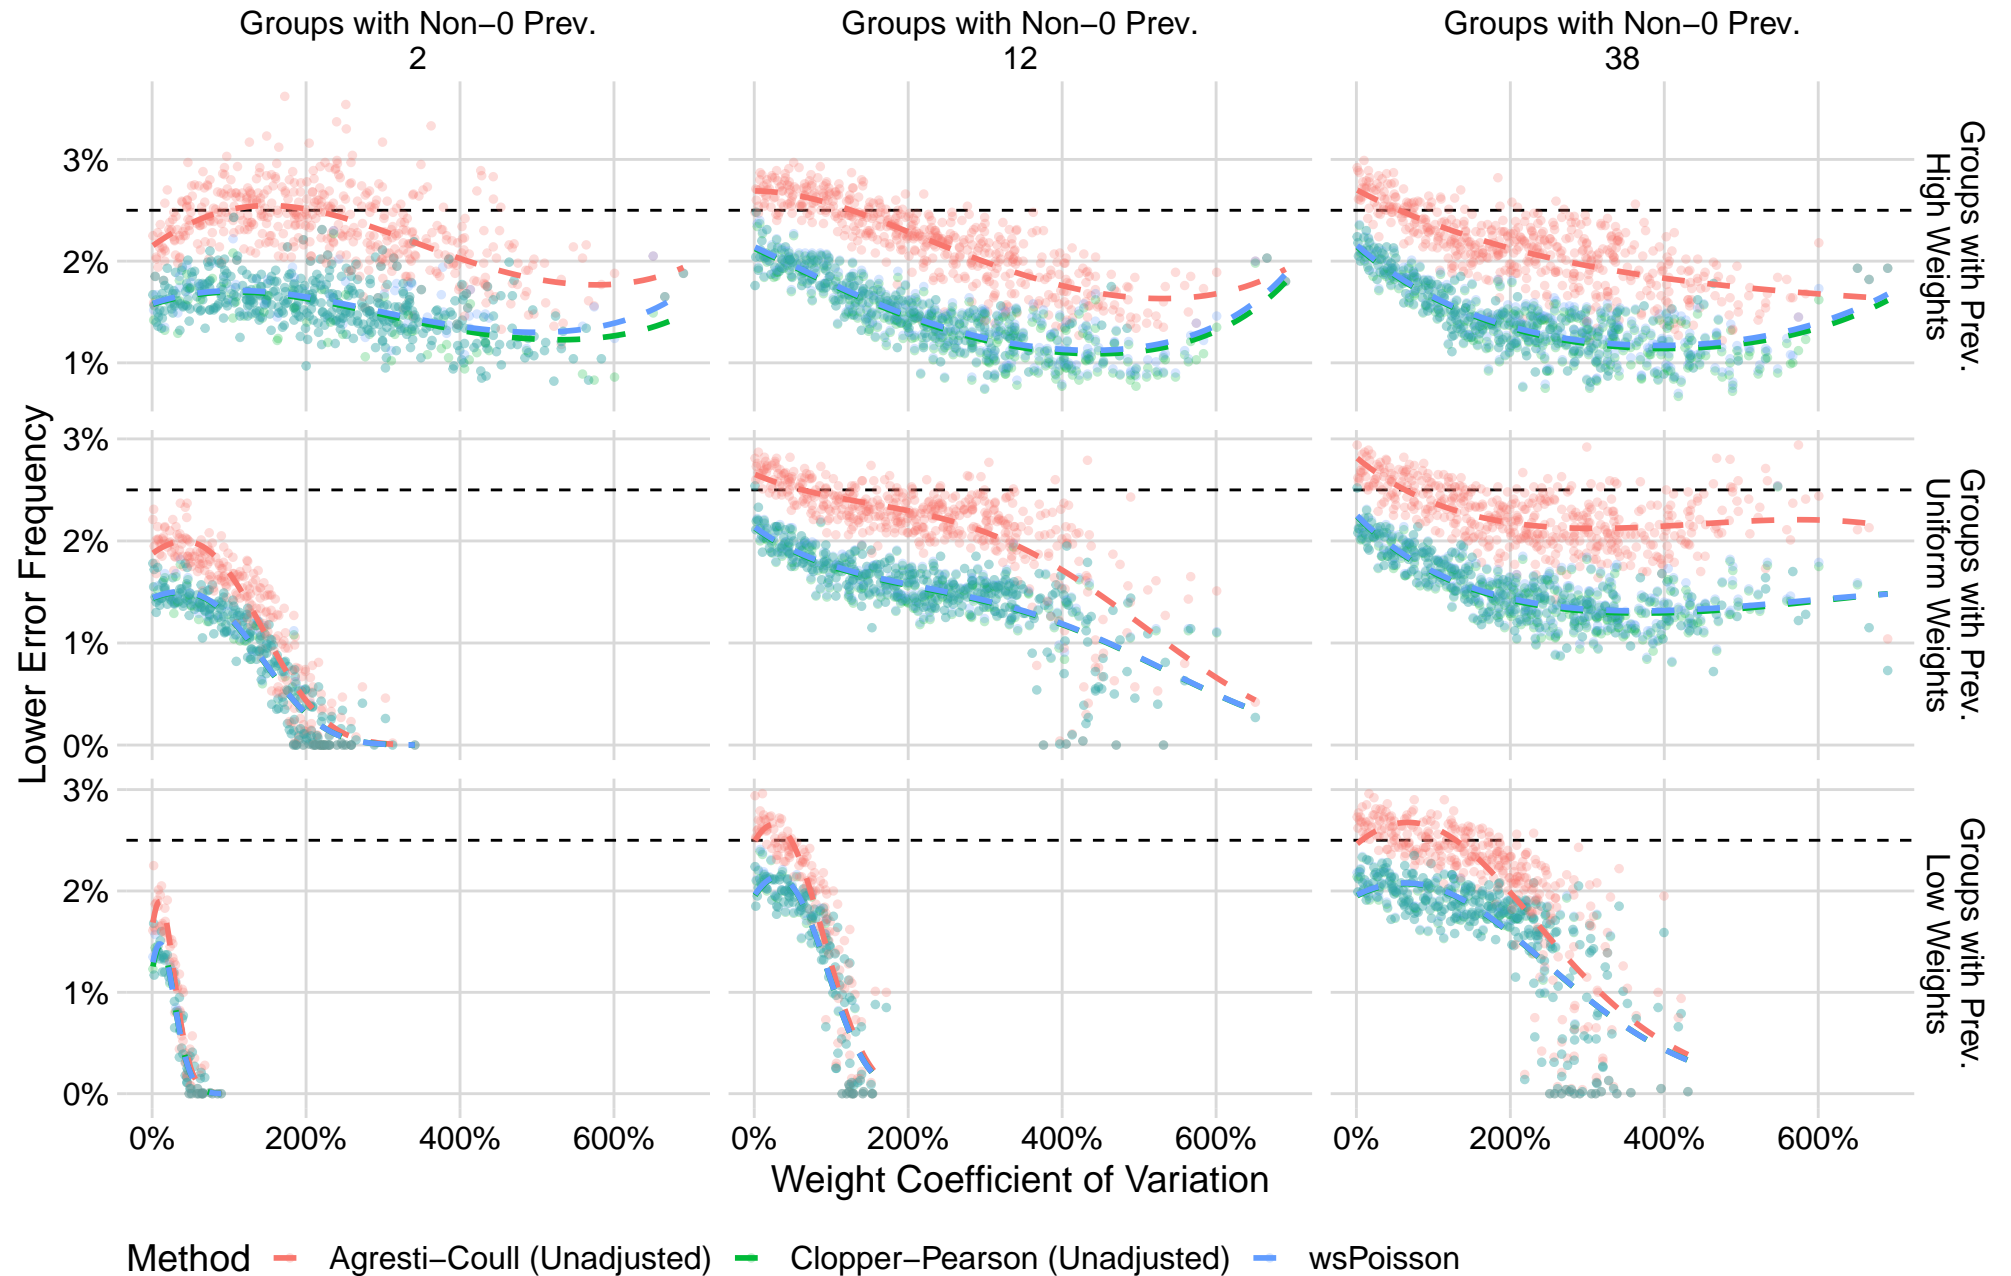 Groups with Non−0 Prev.
2
Groups with Non−0 Prev.
12
Groups with Non−0 Prev.
38
3%
2%
1%
Groups with Prev.
High Weights
3%
2%
1%
0%
Groups with Prev.
Uniform Weights
3%
2%
1%
0%
Groups with Prev.
Low Weights
Lower Error Frequency
0%
200%
400%
600%
0%
200%
400%
600%
0%
200%
400%
600%
Weight Coefficient of Variation
Method
Agresti−Coull (Unadjusted)
Clopper−Pearson (Unadjusted)
wsPoisson